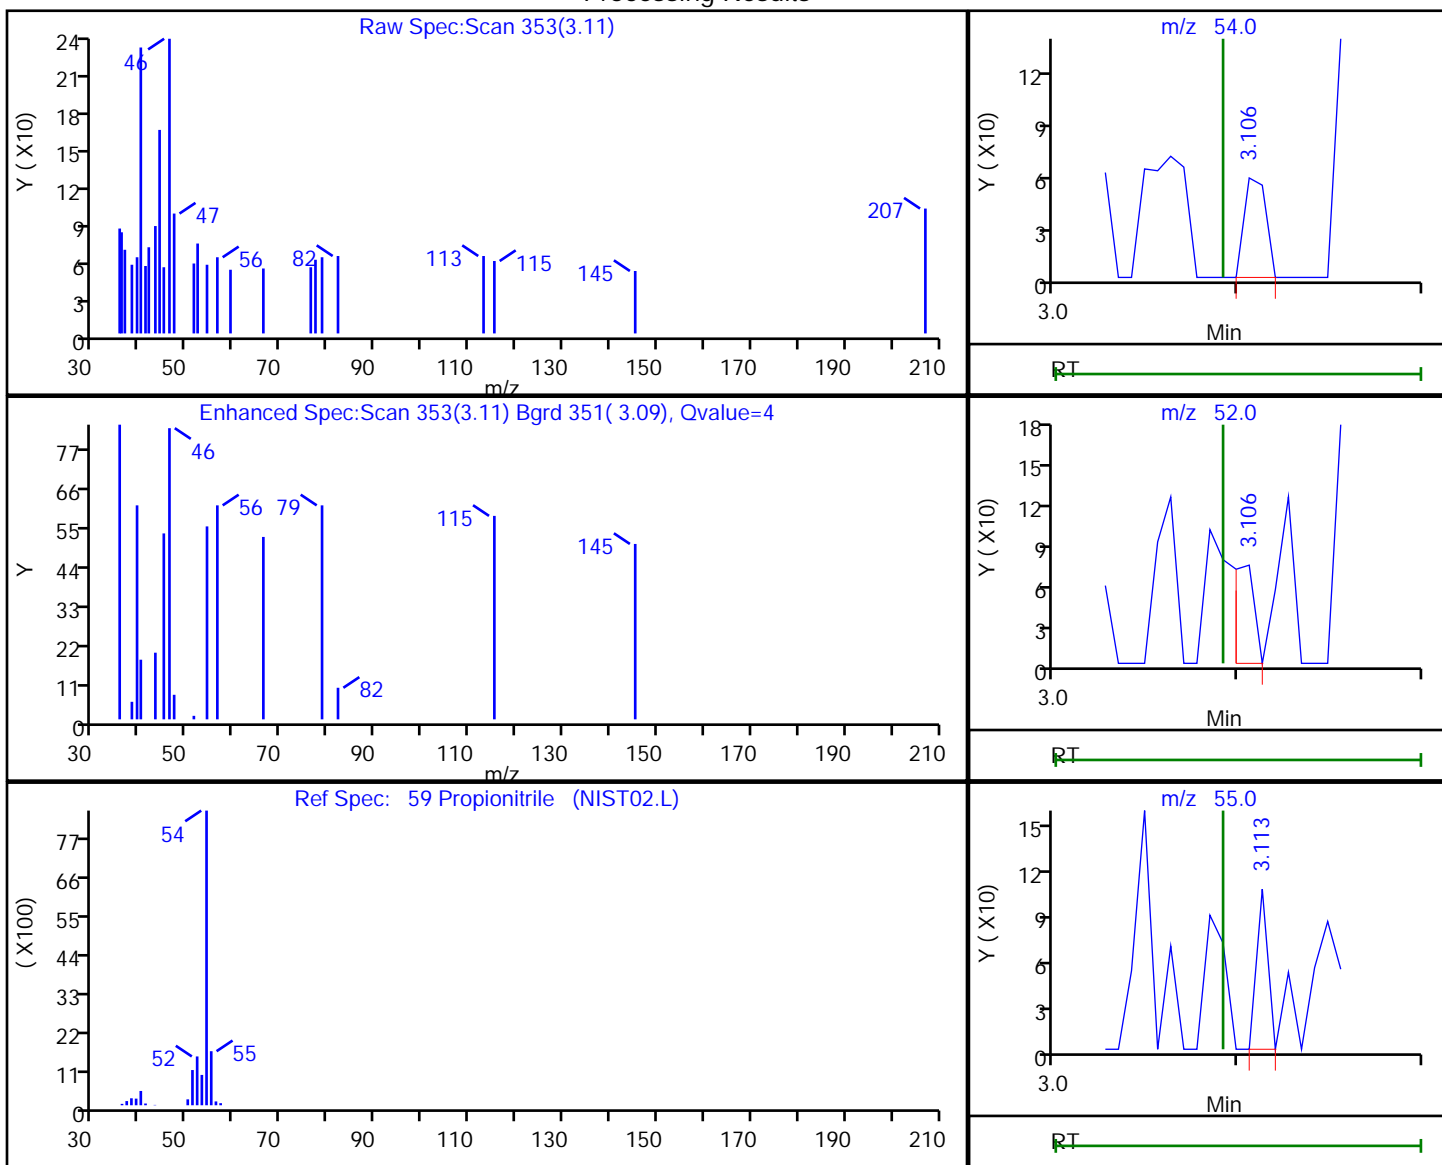 Processing Results
Raw Spec:Scan 353(3.11)
Y ( X10)
24
21
18
15
12
9
6
3
0
46
47
56
82
113
115
145
207
30 50 70 90 110 130 150 170 190 210
m/z
m/z 54.0
Y ( X10)
12
9
6
3
0
3.106
3.0
Min
RT
Enhanced Spec:Scan 353(3.11) Bgrd 351( 3.09), Qvalue=4
Y
77
66
55
44
33
22
11
0
46
56
79
82
115
145
30 50 70 90 110 130 150 170 190 210
m/z
m/z 52.0
Y ( X10)
18
15
12
9
6
3
0
3.106
3.0
Min
RT
Ref Spec: 59 Propionitrile (NIST02.L)
( X100)
77
66
55
44
33
22
11
0
54
52
55
30 50 70 90 110 130 150 170 190 210
m/z 55.0
Y ( X10)
15
12
9
6
3
0
3.113
3.0
Min
RT